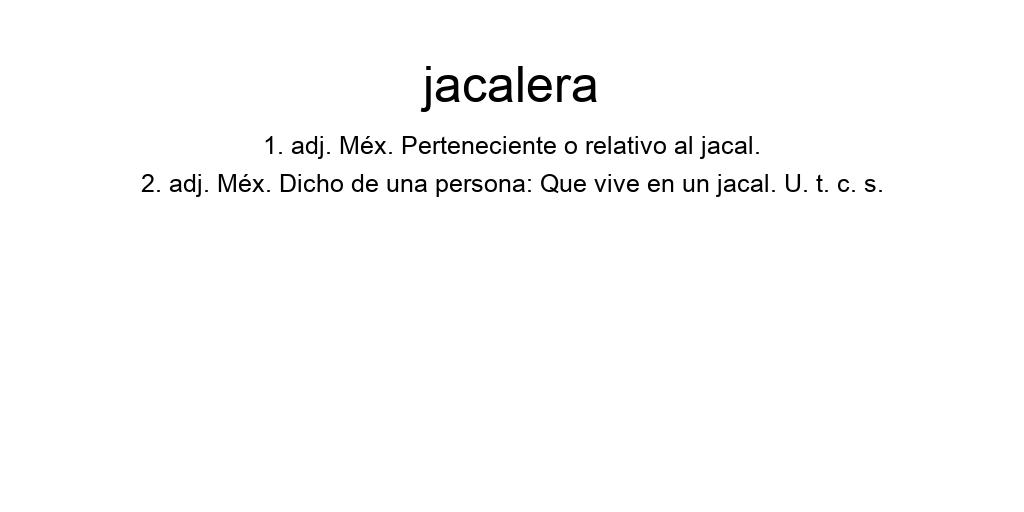 jacalera
1. adj. Méx. Perteneciente o relativo al jacal.
2. adj. Méx. Dicho de una persona: Que vive en un jacal. U. t. c. s.